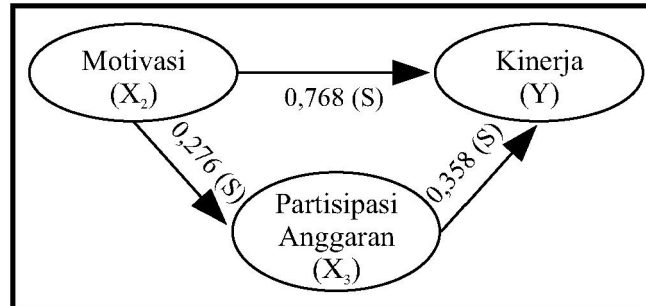 Motivasi
(X₂)
Kinerja
(Y)
0,768 (S)
0,276 (S)
0,358 (S)
Partisipasi
Anggaran
(X₃)